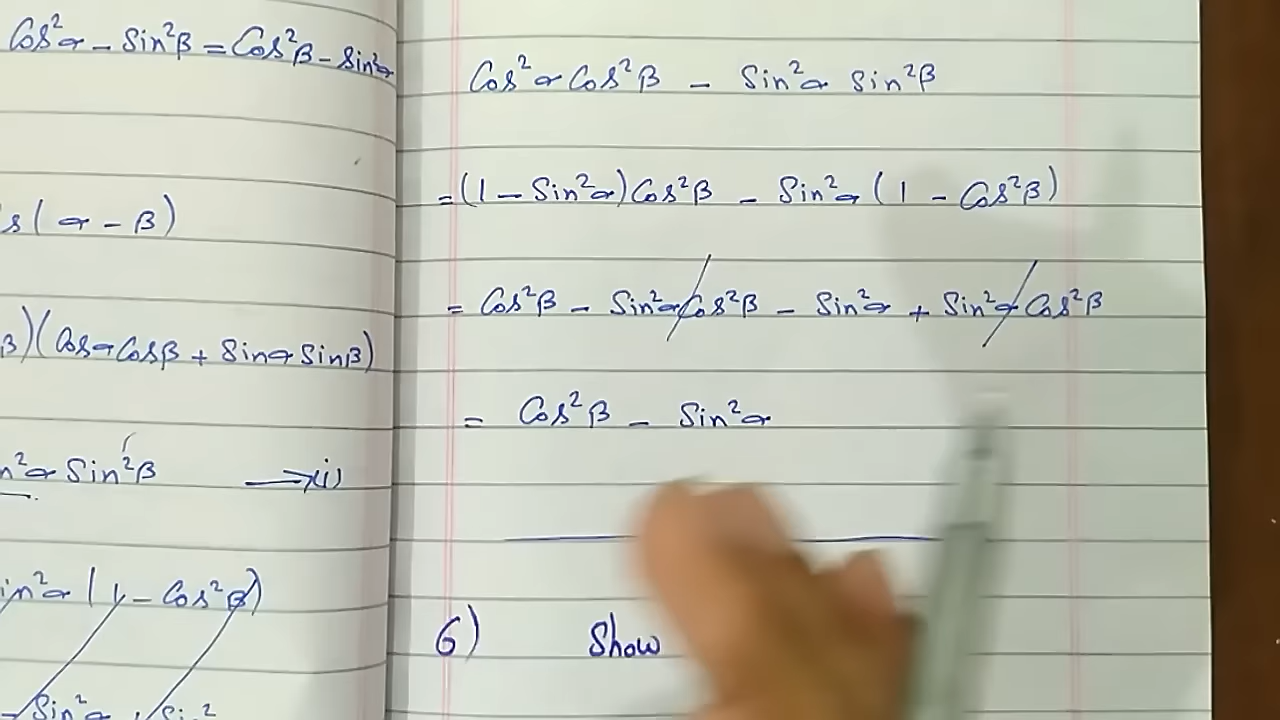 Cos²α - Sin²β = Cos²β - Sin²α
s(α - β)
β)(Cosα Cosβ + Sinα Sinβ)
n²α Sin²β → (i)
in²α (1 - Cos²β)
- Sin²α
Cos²α Cos²β - Sin²α Sin²β
= (1 - Sin²α)Cos²β - Sin²α (1 - Cos²β)
= Cos²β - Sin²α Cos²β - Sin²α + Sin²α Cos²β
= Cos²β - Sin²α
6) Show